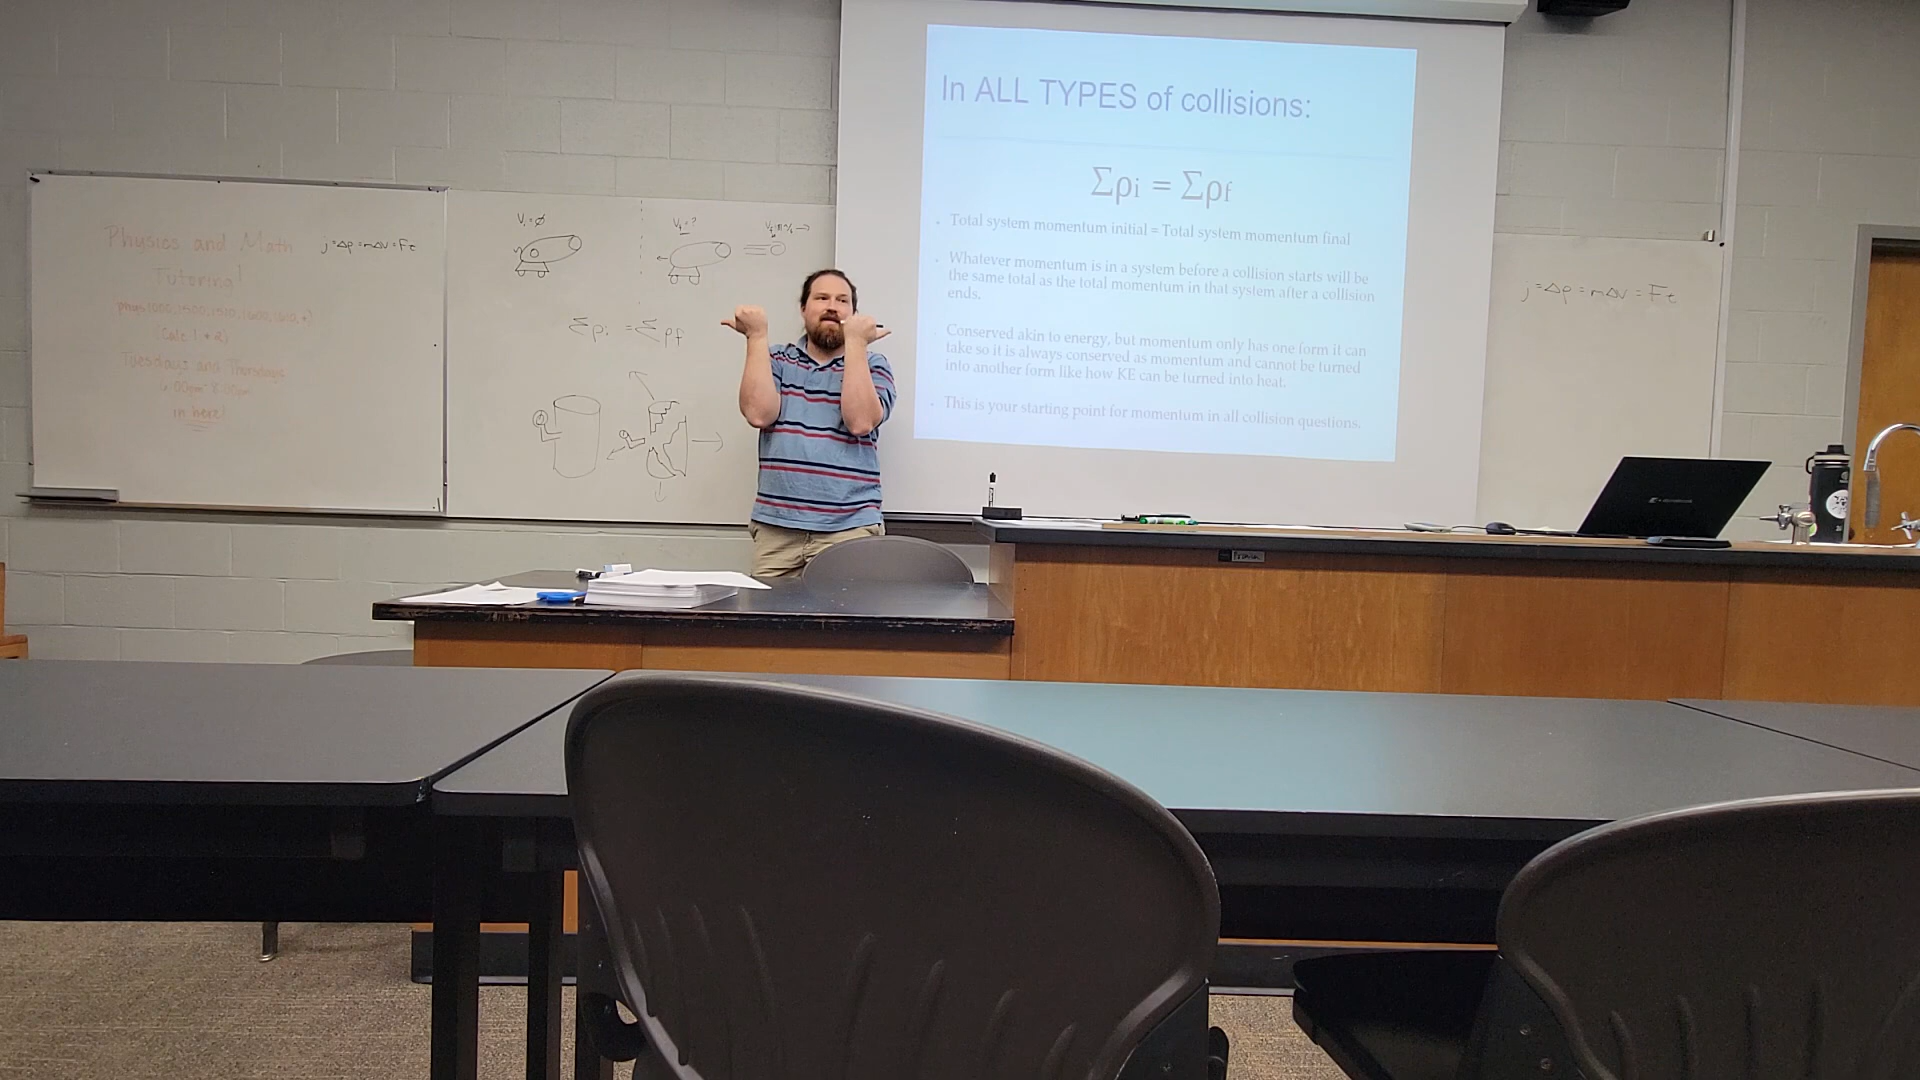 Physics and Math
Tutoring!
Tuesdays and Thursdays
in here!
j = Δp = mΔv = Ft
Vi = ∅
Vf = ?
Σpi = Σpf
In ALL TYPES of collisions:
Σρi = Σρf
Total system momentum initial = Total system momentum final
Whatever momentum is in a system before a collision starts will be
the same total as the total momentum in that system after a collision
ends.
Conserved akin to energy, but momentum only has one form it can
take so it is always conserved as momentum and cannot be turned
into another form like how KE can be turned into heat.
This is your starting point for momentum in all collision questions.
j = Δp = mΔv = Ft